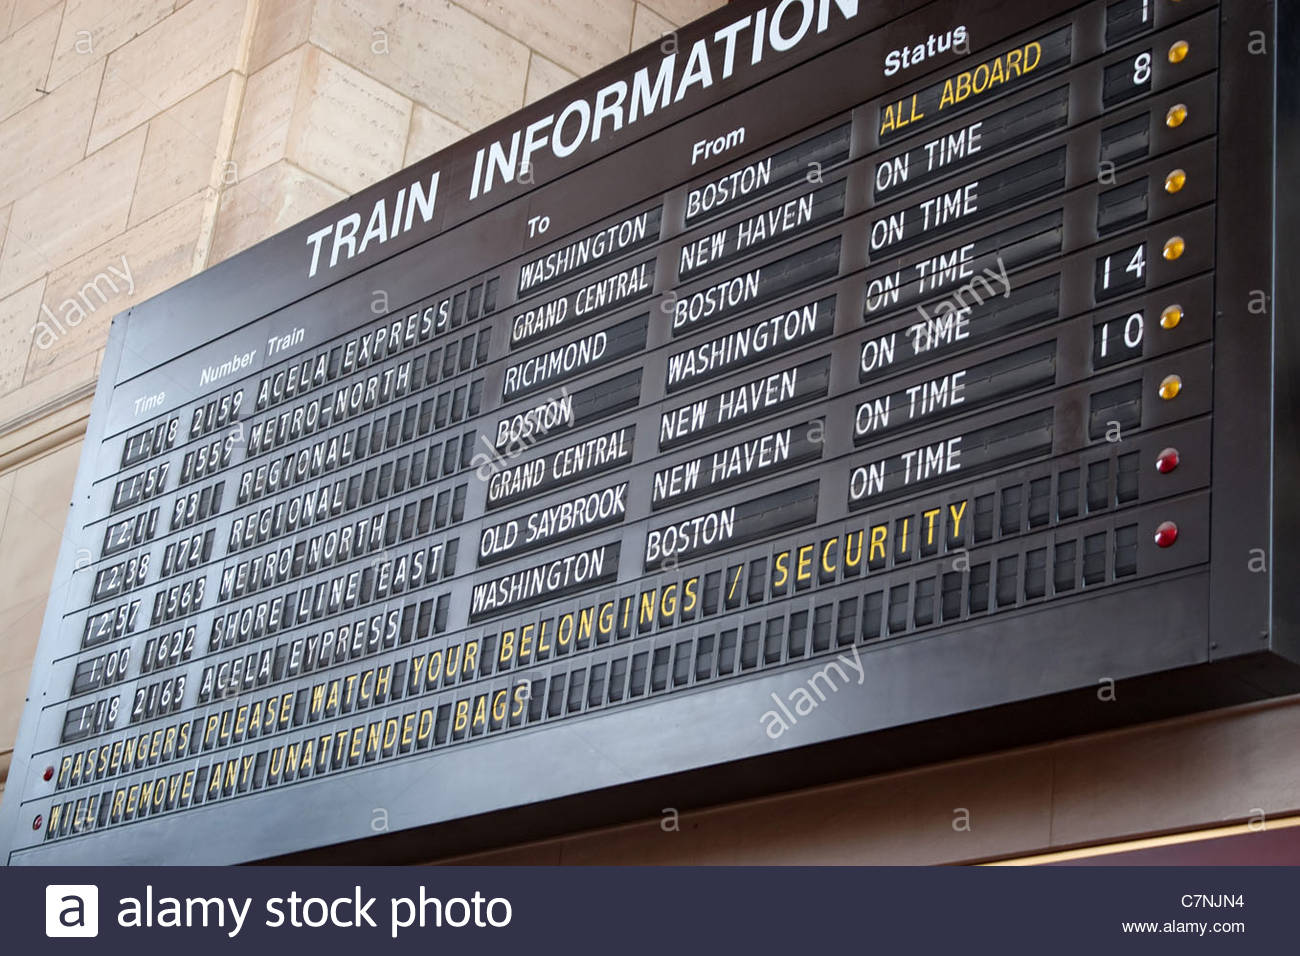 TRAIN INFORMATION
Time Number Train To From Status
11:18 2159 ACELA EXPRESS WASHINGTON BOSTON ALL ABOARD 1
11:57 1559 METRO-NORTH GRAND CENTRAL NEW HAVEN ON TIME 8
12:11 93 REGIONAL RICHMOND BOSTON ON TIME
12:38 172 REGIONAL BOSTON WASHINGTON ON TIME
12:57 1563 METRO-NORTH GRAND CENTRAL NEW HAVEN ON TIME 14
1:00 1622 SHORE LINE EAST OLD SAYBROOK NEW HAVEN ON TIME 10
1:18 2163 ACELA EYPRESS WASHINGTON BOSTON ON TIME
PASSENGERS PLEASE WATCH YOUR BELONGINGS / SECURITY
WILL REMOVE ANY UNATTENDED BAGS
alamy
alamy
alamy
alamy
a alamy stock photo
C7NJN4
www.alamy.com